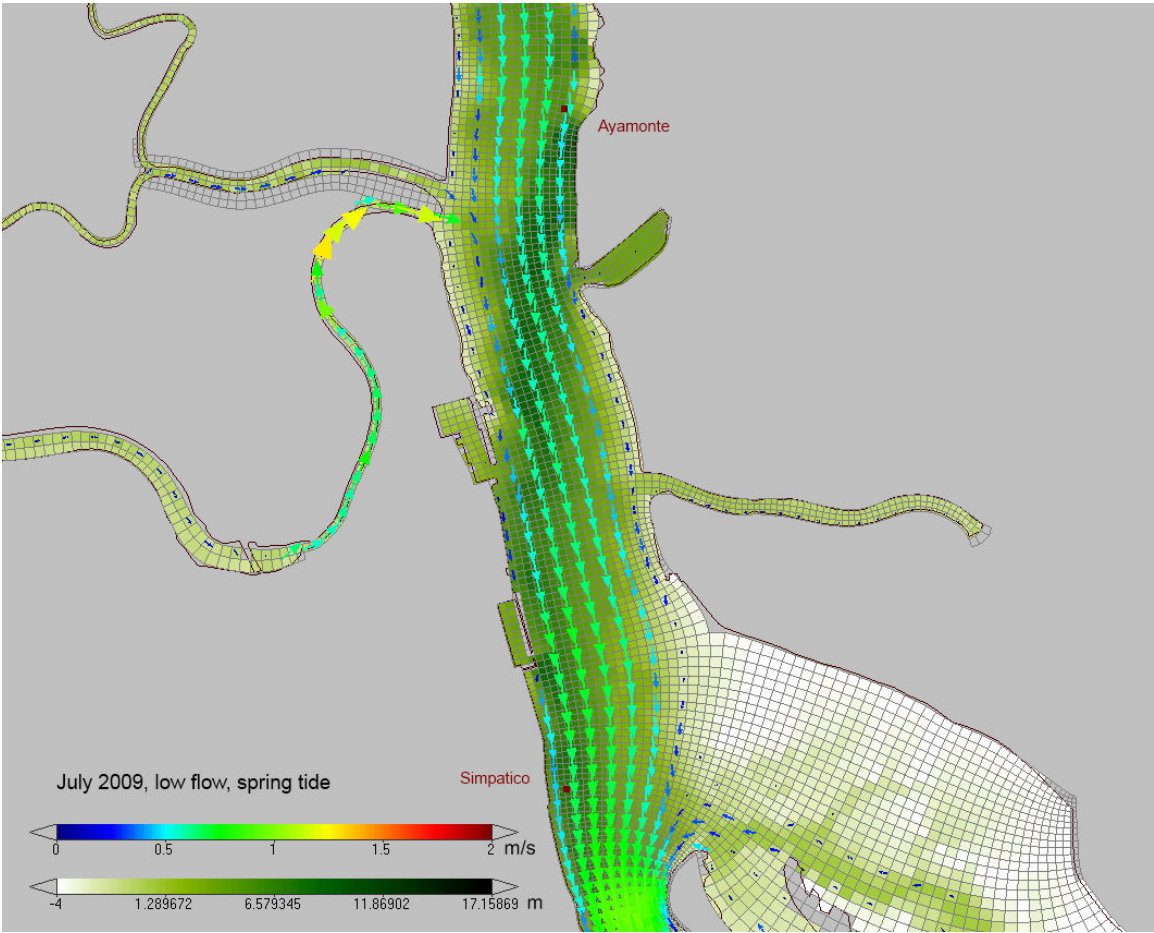 Ayamonte
Simpatico
July 2009, low flow, spring tide
0 0.5 1 1.5 2 m/s
-4 1.289672 6.579345 11.86902 17.15869 m